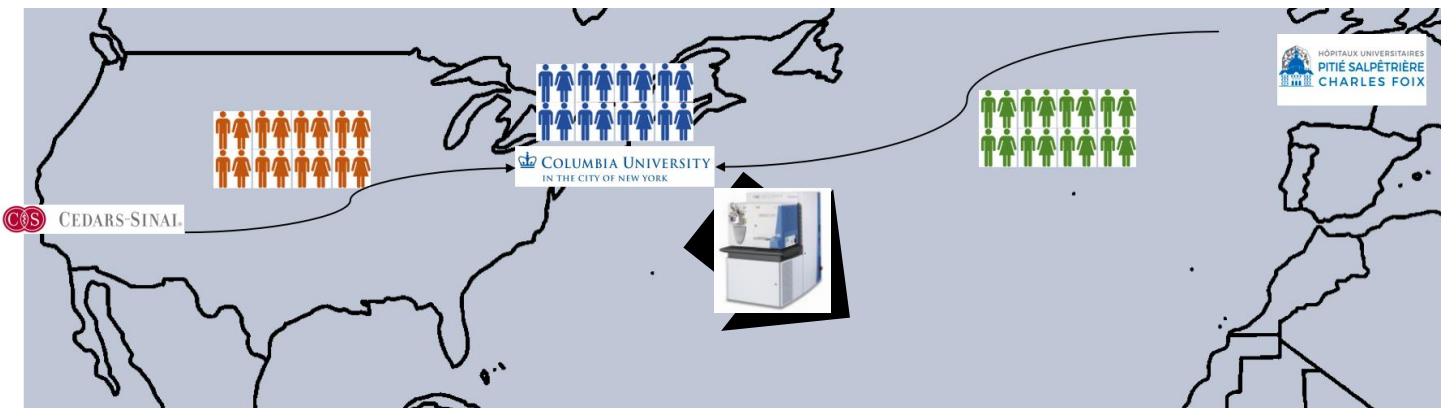 HÔPITAUX UNIVERSITAIRES
PITIÉ SALPÊTRIÈRE
CHARLES FOIX
COLUMBIA UNIVERSITY
IN THE CITY OF NEW YORK
CEDARS-SINAI